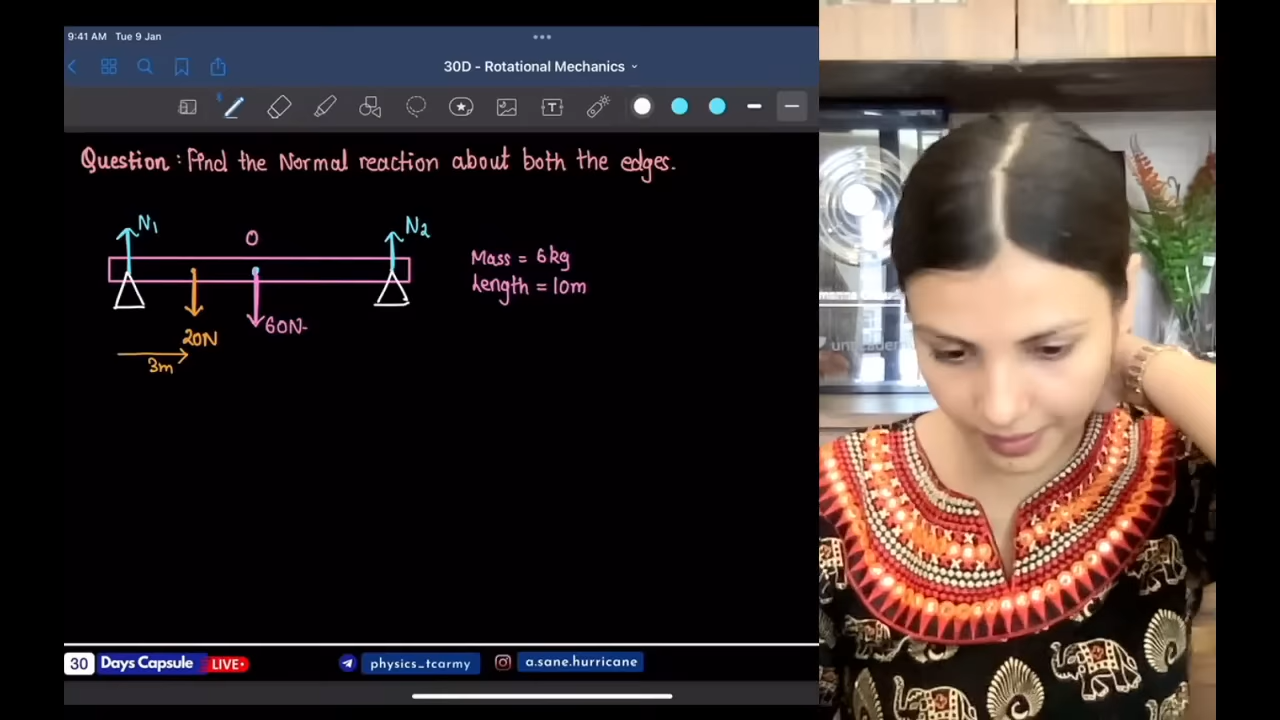 9:41 AM Tue 9 Jan
30D - Rotational Mechanics
Question: Find the Normal reaction about both the edges.
N1
N2
O
Mass = 6kg
Length = 10m
60N
20N
3m
30 Days Capsule LIVE
physics_tcarmy
a.sane.hurricane